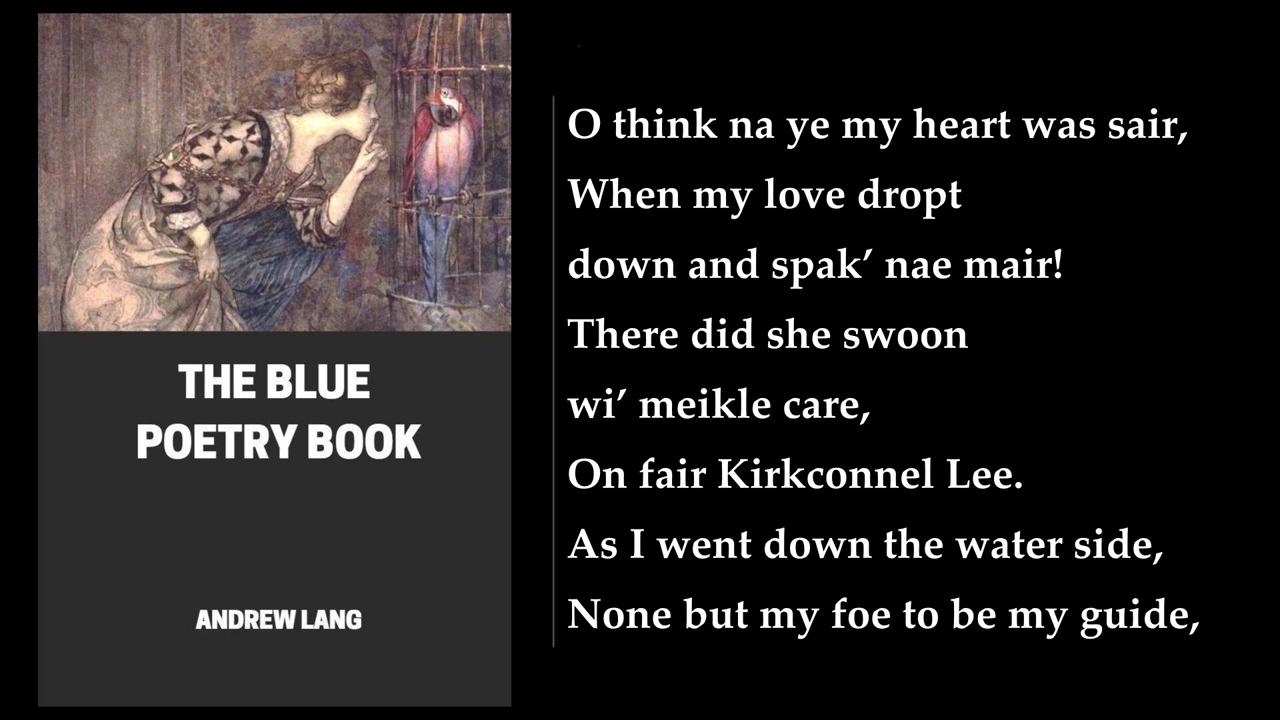 THE BLUE
POETRY BOOK
ANDREW LANG
O think na ye my heart was sair,
When my love dropt
down and spak’ nae mair!
There did she swoon
wi’ meikle care,
On fair Kirkconnel Lee.
As I went down the water side,
None but my foe to be my guide,